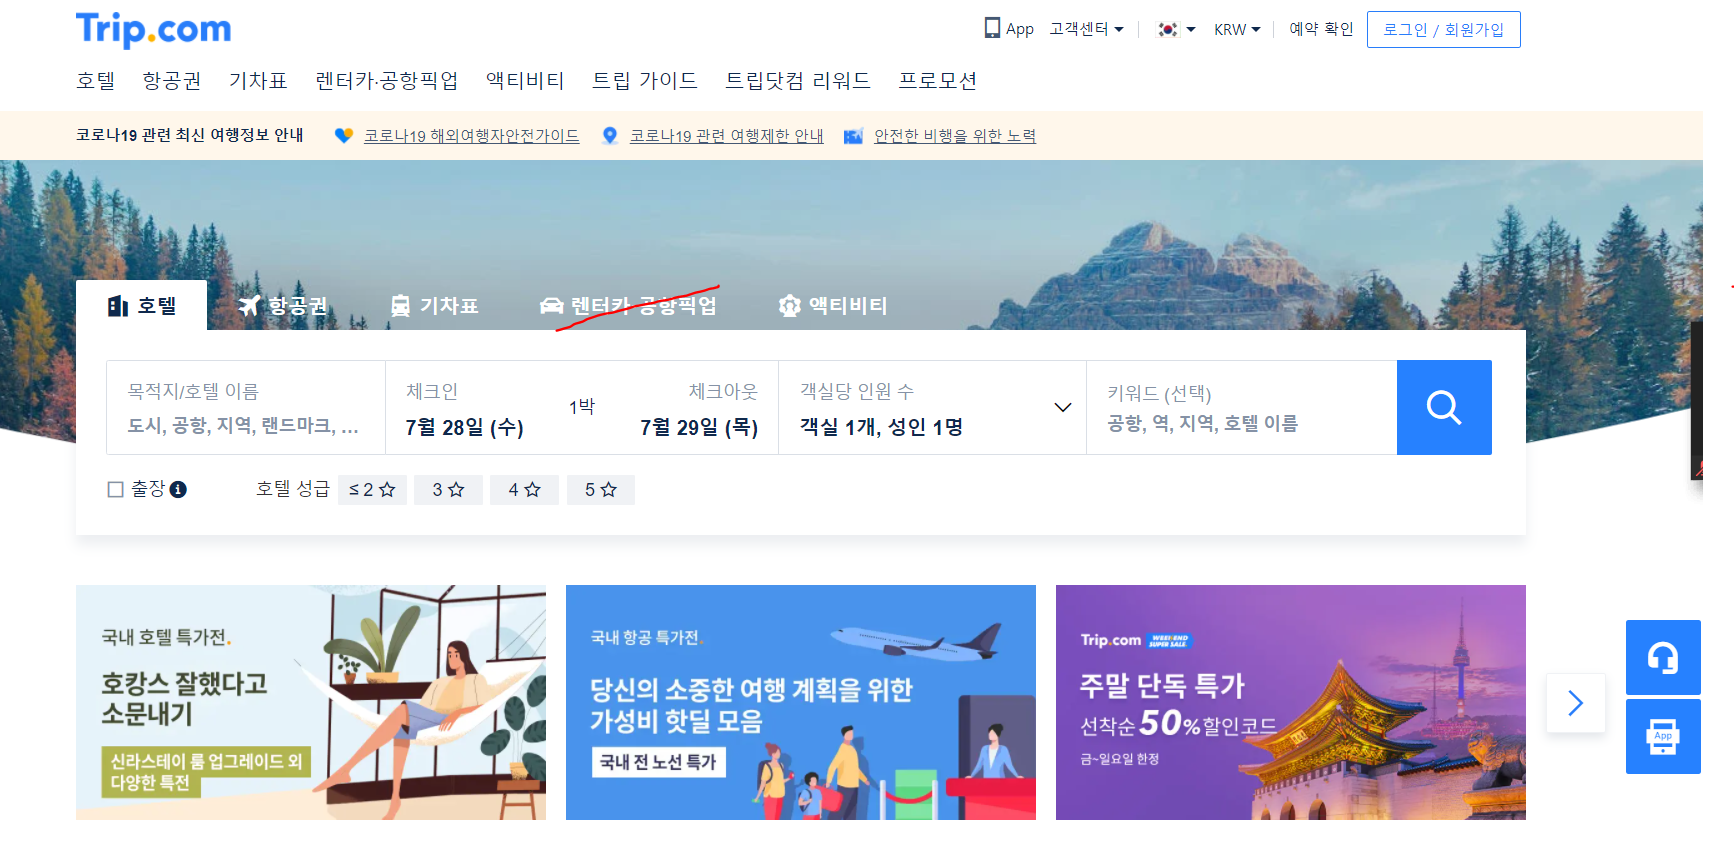 Trip.com
App 고객센터 KRW 예약 확인 로그인 / 회원가입
호텔 항공권 기차표 렌터카·공항픽업 액티비티 트립 가이드 트립닷컴 리워드 프로모션
코로나19 관련 최신 여행정보 안내 코로나19 해외여행자안전가이드 코로나19 관련 여행제한 안내 안전한 비행을 위한 노력
호텔 항공권 기차표 렌터카 공항픽업 액티비티
목적지/호텔 이름
도시, 공항, 지역, 랜드마크, ...
체크인
7월 28일 (수)
1박
체크아웃
7월 29일 (목)
객실당 인원 수
객실 1개, 성인 1명
키워드 (선택)
공항, 역, 지역, 호텔 이름
출장 호텔 성급 ≤ 2 3 4 5
국내 호텔 특가전.
호캉스 잘했다고
소문내기
신라스테이 룸 업그레이드 외
다양한 특전
국내 항공 특가전.
당신의 소중한 여행 계획을 위한
가성비 핫딜 모음
국내 전 노선 특가
Trip.com WEEKEND SUPER SALE
주말 단독 특가
선착순 50%할인코드
금~일요일 한정
App